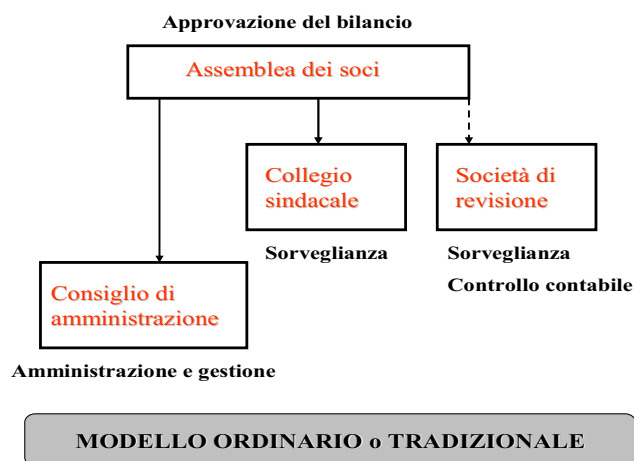 Approvazione del bilancio
Assemblea dei soci
Collegio
sindacale
Società di
revisione
Sorveglianza
Sorveglianza
Controllo contabile
Consiglio di
amministrazione
Amministrazione e gestione
MODELLO ORDINARIO o TRADIZIONALE